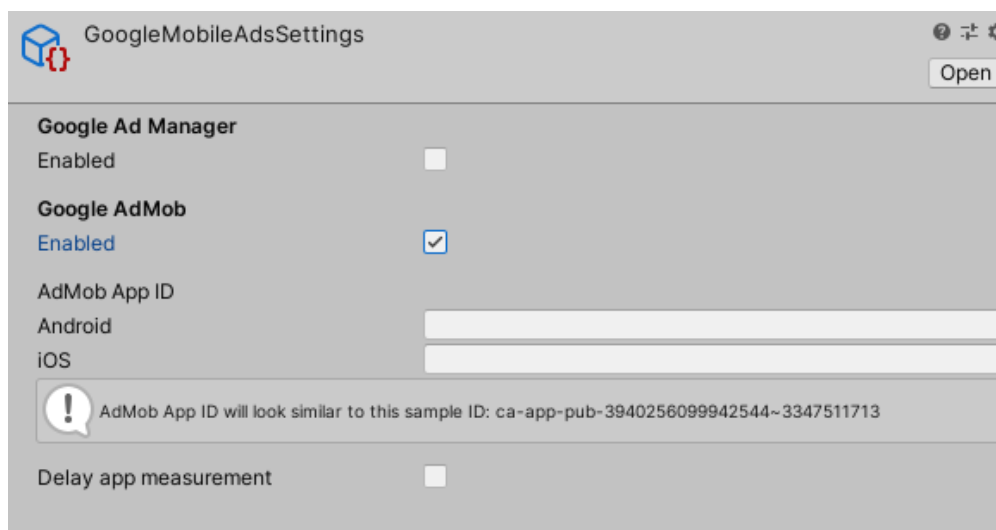 GoogleMobileAdsSettings
Open
Google Ad Manager
Enabled
Google AdMob
Enabled
AdMob App ID
Android
iOS
AdMob App ID will look similar to this sample ID: ca-app-pub-3940256099942544~3347511713
Delay app measurement